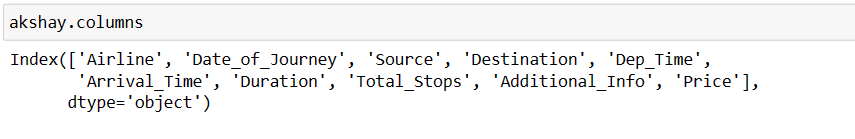 akshay.columns
Index(['Airline', 'Date_of_Journey', 'Source', 'Destination', 'Dep_Time',
'Arrival_Time', 'Duration', 'Total_Stops', 'Additional_Info', 'Price'],
dtype='object')